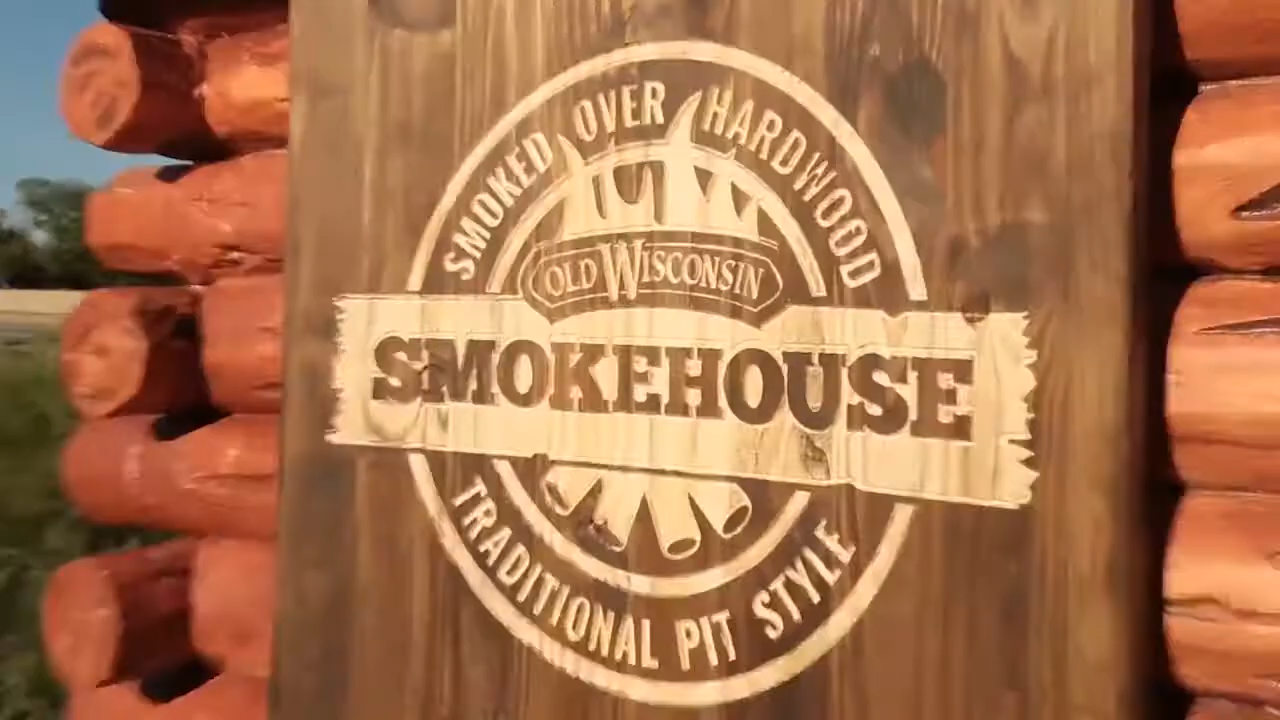 SMOKED OVER HARDWOOD
OLD WISCONSIN
SMOKEHOUSE
TRADITIONAL PIT STYLE